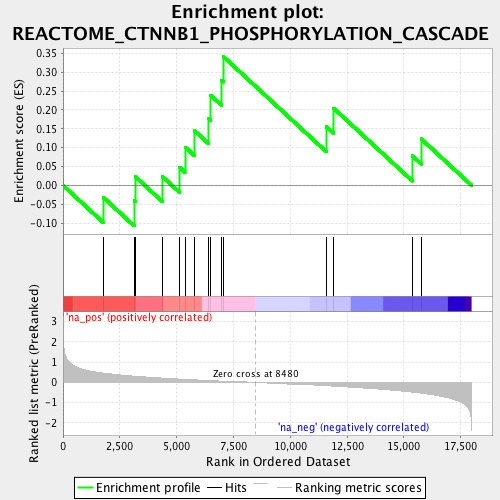 Enrichment plot:
REACTOME_CTNNB1_PHOSPHORYLATION_CASCADE
Enrichment score (ES)
0.35
0.30
0.25
0.20
0.15
0.10
0.05
0.00
-0.05
-0.10
Ranked list metric (PreRanked)
3
2
1
0
-1
-2
'na_pos' (positively correlated)
Zero cross at 8480
'na_neg' (negatively correlated)
0 2,500 5,000 7,500 10,000 12,500 15,000 17,500
Rank in Ordered Dataset
Enrichment profile Hits Ranking metric scores